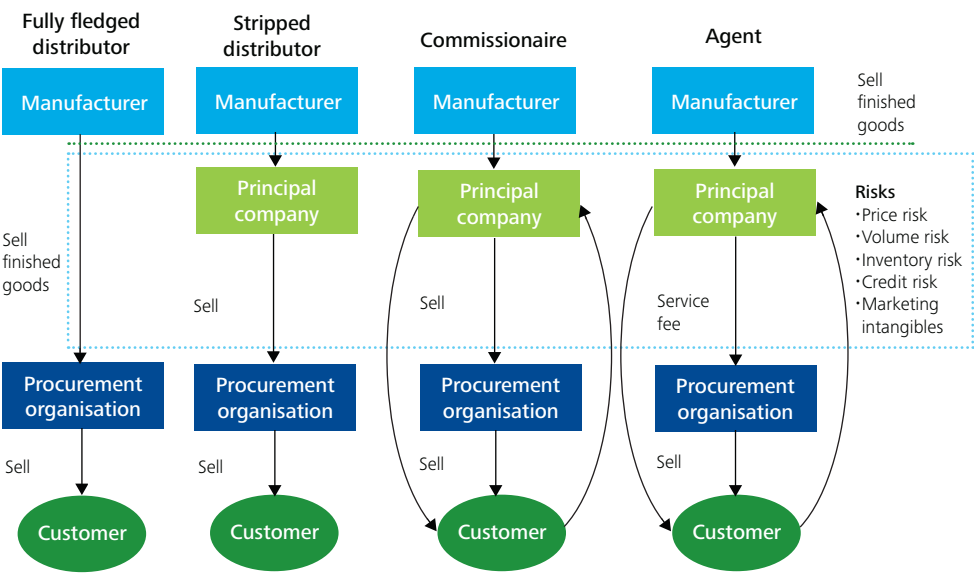 Fully fledged
distributor
Stripped
distributor
Commissionaire
Agent
Manufacturer
Manufacturer
Manufacturer
Manufacturer
Sell
finished
goods
Principal
company
Principal
company
Principal
company
Risks
·Price risk
·Volume risk
·Inventory risk
·Credit risk
·Marketing
intangibles
Sell
finished
goods
Sell
Sell
Service
fee
Procurement
organisation
Procurement
organisation
Procurement
organisation
Procurement
organisation
Sell
Sell
Sell
Sell
Customer
Customer
Customer
Customer